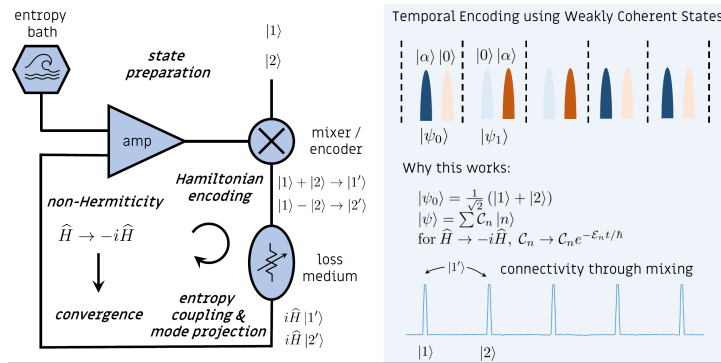 entropy
bath
state
preparation
|1⟩
|2⟩
amp
mixer /
encoder
non-Hermiticity
Ĥ → -iĤ
convergence
Hamiltonian
encoding
|1⟩ + |2⟩ → |1′⟩
|1⟩ − |2⟩ → |2′⟩
loss
medium
entropy
coupling &
mode projection
iĤ |1′⟩
iĤ |2′⟩
Temporal Encoding using Weakly Coherent States
|α⟩ |0⟩ |0⟩ |α⟩
|ψ₀⟩ |ψ₁⟩
Why this works:
|ψ₀⟩ = 1/√2 (|1⟩ + |2⟩)
|ψ⟩ = ∑ 𝒞ₙ |n⟩
for Ĥ → -iĤ, 𝒞ₙ → 𝒞ₙe^{-ℰₙt/ℏ}
|1′⟩ connectivity through mixing
|1⟩ |2⟩